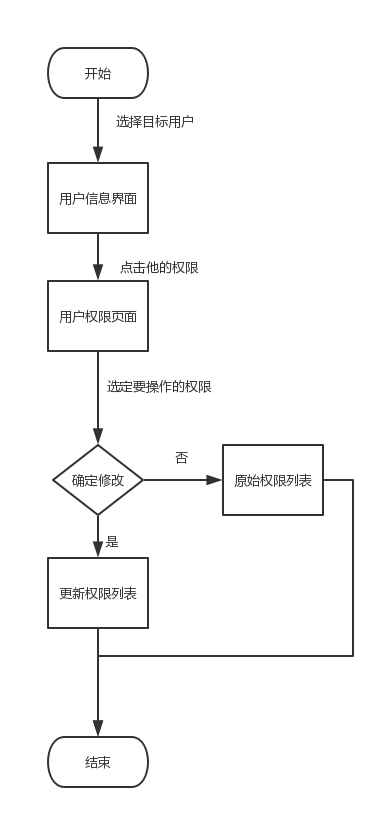 开始
选择目标用户
用户信息界面
点击他的权限
用户权限页面
选定要操作的权限
确定修改
否
原始权限列表
是
更新权限列表
结束